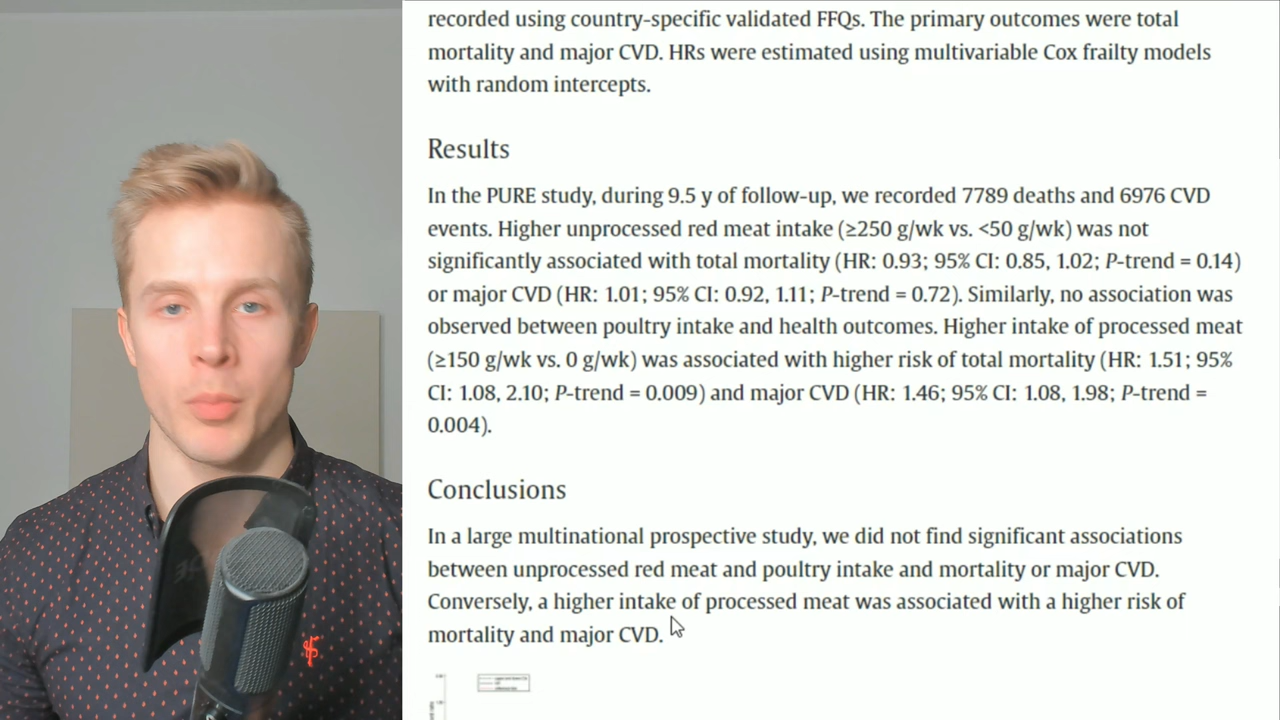 recorded using country-specific validated FFQs. The primary outcomes were total
mortality and major CVD. HRs were estimated using multivariable Cox frailty models
with random intercepts.
Results
In the PURE study, during 9.5 y of follow-up, we recorded 7789 deaths and 6976 CVD
events. Higher unprocessed red meat intake (≥250 g/wk vs. <50 g/wk) was not
significantly associated with total mortality (HR: 0.93; 95% CI: 0.85, 1.02; P-trend = 0.14)
or major CVD (HR: 1.01; 95% CI: 0.92, 1.11; P-trend = 0.72). Similarly, no association was
observed between poultry intake and health outcomes. Higher intake of processed meat
(≥150 g/wk vs. 0 g/wk) was associated with higher risk of total mortality (HR: 1.51; 95%
CI: 1.08, 2.10; P-trend = 0.009) and major CVD (HR: 1.46; 95% CI: 1.08, 1.98; P-trend =
0.004).
Conclusions
In a large multinational prospective study, we did not find significant associations
between unprocessed red meat and poultry intake and mortality or major CVD.
Conversely, a higher intake of processed meat was associated with a higher risk of
mortality and major CVD.